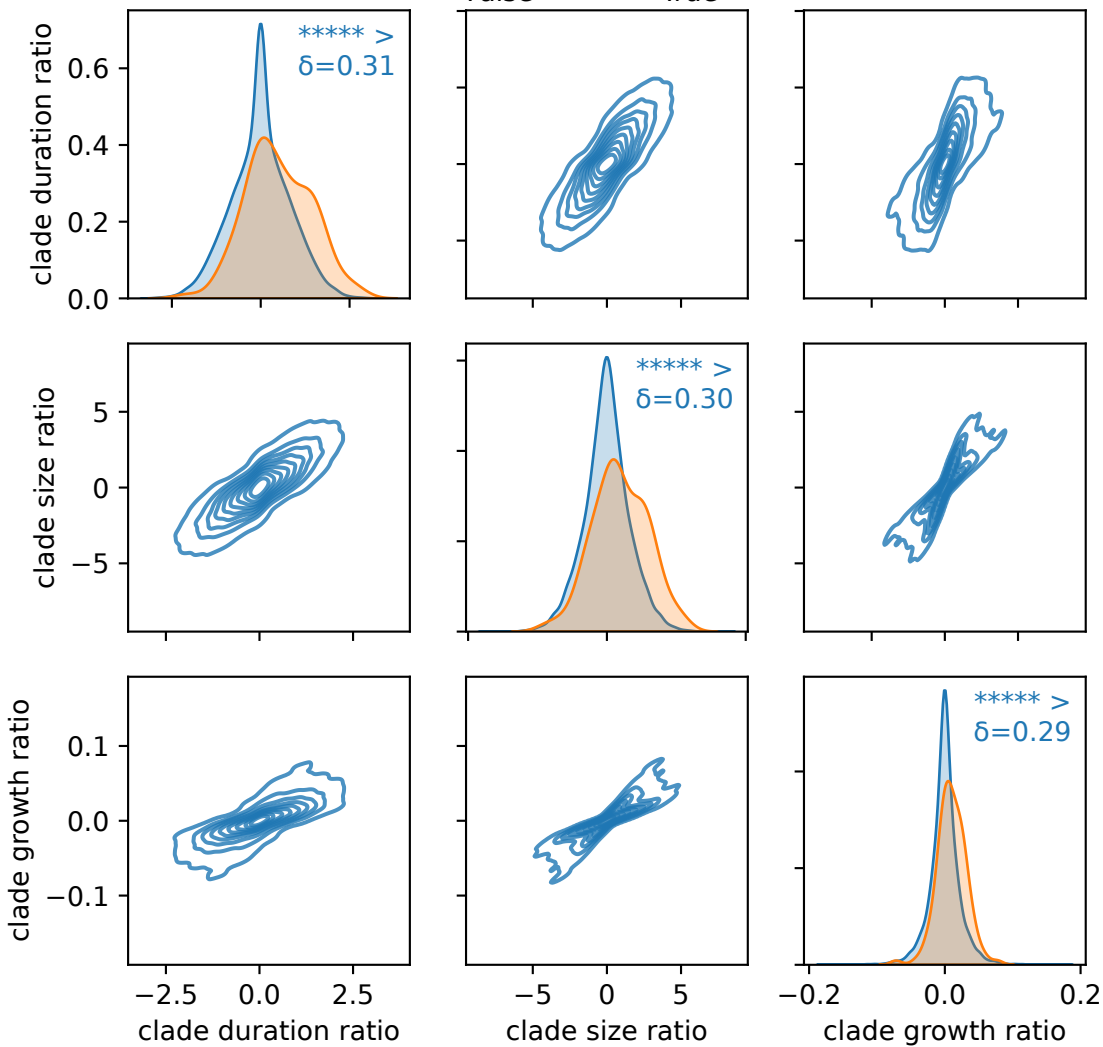 ***** >
δ=0.31
clade duration ratio
0.6
0.4
0.2
0.0
***** >
δ=0.30
clade size ratio
5
0
−5
***** >
δ=0.29
clade growth ratio
0.1
0.0
−0.1
−2.5 0.0 2.5 −5 0 5 −0.2 0.0 0.2
clade duration ratio clade size ratio clade growth ratio